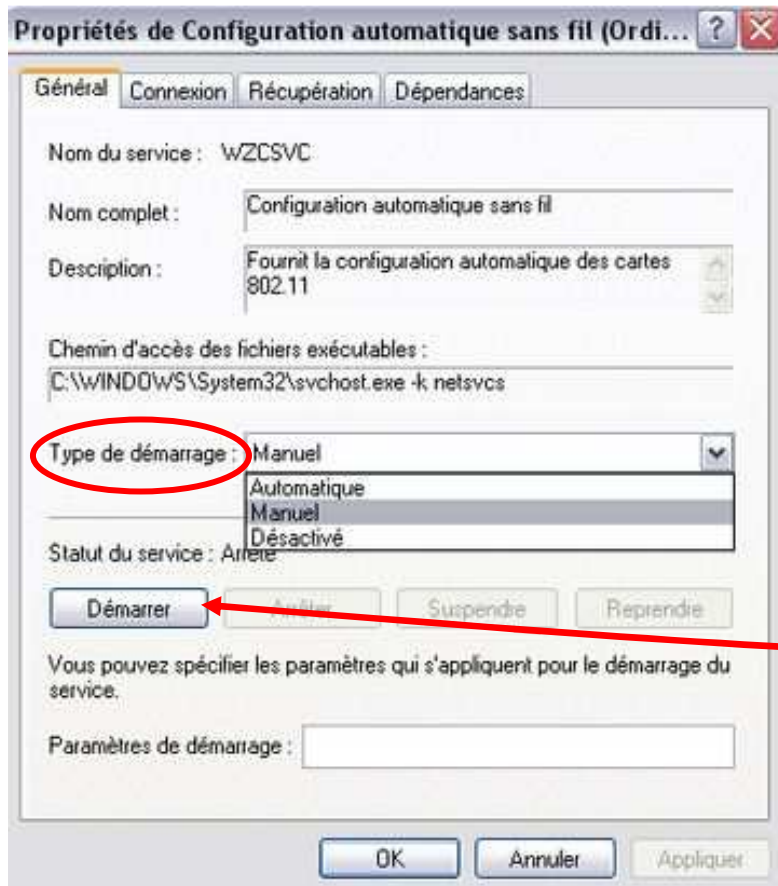 Propriétés de Configuration automatique sans fil (Ordi...
Général Connexion Récupération Dépendances
Nom du service : WZCSVC
Nom complet : Configuration automatique sans fil
Description : Fournit la configuration automatique des cartes
802.11
Chemin d'accès des fichiers exécutables :
C:\WINDOWS\System32\svchost.exe -k netsvcs
Type de démarrage : Manuel
Automatique
Manuel
Désactivé
Statut du service : Arrêté
Démarrer Arrêter Suspendre Reprendre
Vous pouvez spécifier les paramètres qui s'appliquent pour le démarrage du
service.
Paramètres de démarrage :
OK Annuler Appliquer